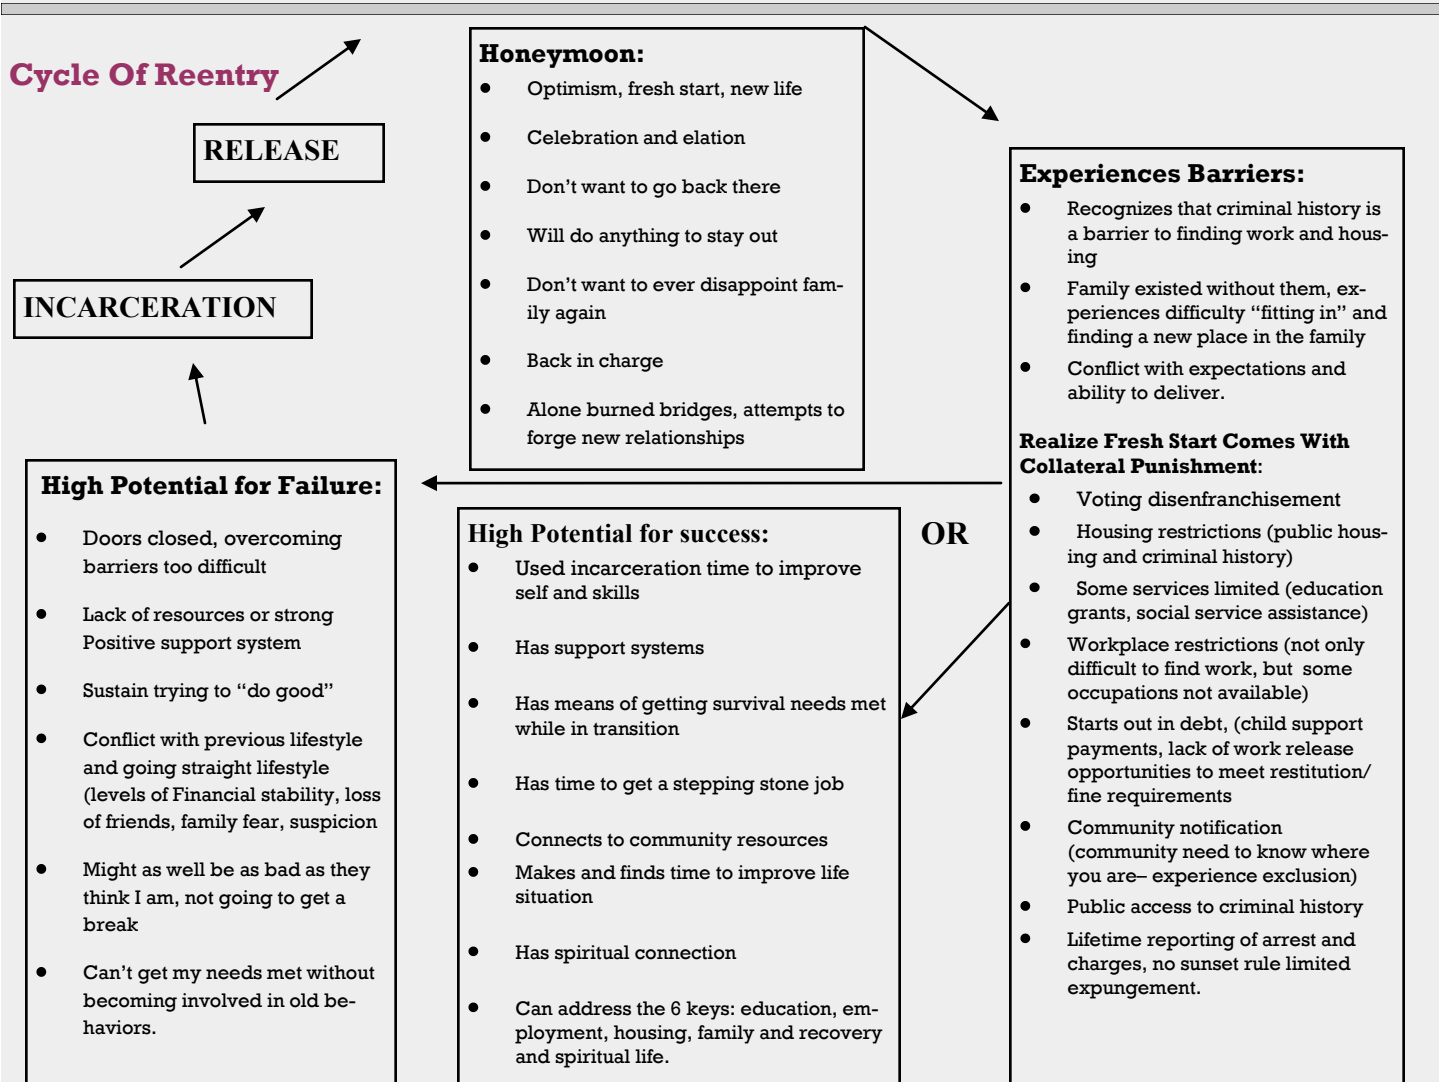 Cycle Of Reentry
RELEASE
INCARCERATION
Honeymoon:
● Optimism, fresh start, new life
● Celebration and elation
● Don’t want to go back there
● Will do anything to stay out
● Don’t want to ever disappoint fam-
ily again
● Back in charge
● Alone burned bridges, attempts to
forge new relationships
Experiences Barriers:
● Recognizes that criminal history is
a barrier to finding work and hous-
ing
● Family existed without them, ex-
periences difficulty “fitting in” and
finding a new place in the family
● Conflict with expectations and
ability to deliver.
Realize Fresh Start Comes With
Collateral Punishment:
● Voting disenfranchisement
● Housing restrictions (public hous-
ing and criminal history)
● Some services limited (education
grants, social service assistance)
● Workplace restrictions (not only
difficult to find work, but some
occupations not available)
● Starts out in debt, (child support
payments, lack of work release
opportunities to meet restitution/
fine requirements
● Community notification
(community need to know where
you are– experience exclusion)
● Public access to criminal history
● Lifetime reporting of arrest and
charges, no sunset rule limited
expungement.
High Potential for Failure:
● Doors closed, overcoming
barriers too difficult
● Lack of resources or strong
Positive support system
● Sustain trying to “do good”
● Conflict with previous lifestyle
and going straight lifestyle
(levels of Financial stability, loss
of friends, family fear, suspicion
● Might as well be as bad as they
think I am, not going to get a
break
● Can’t get my needs met without
becoming involved in old be-
haviors.
OR
High Potential for success:
● Used incarceration time to improve
self and skills
● Has support systems
● Has means of getting survival needs met
while in transition
● Has time to get a stepping stone job
● Connects to community resources
● Makes and finds time to improve life
situation
● Has spiritual connection
● Can address the 6 keys: education, em-
ployment, housing, family and recovery
and spiritual life.